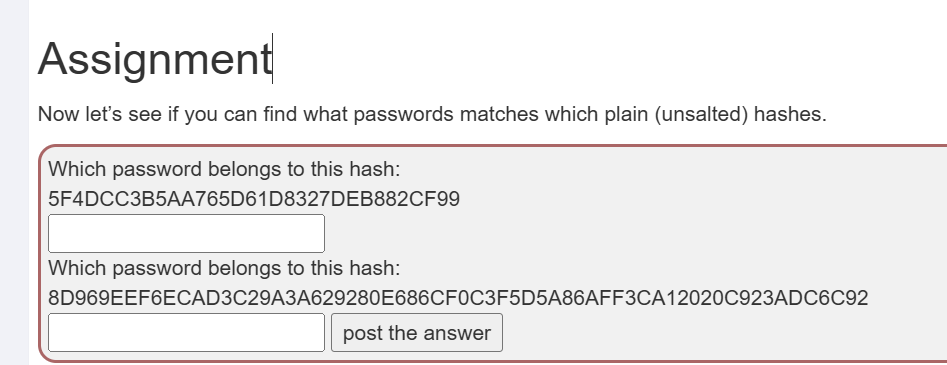 Assignment
Now let’s see if you can find what passwords matches which plain (unsalted) hashes.
Which password belongs to this hash:
5F4DCC3B5AA765D61D8327DEB882CF99
Which password belongs to this hash:
8D969EEF6ECAD3C29A3A629280E686CF0C3F5D5A86AFF3CA12020C923ADC6C92
post the answer